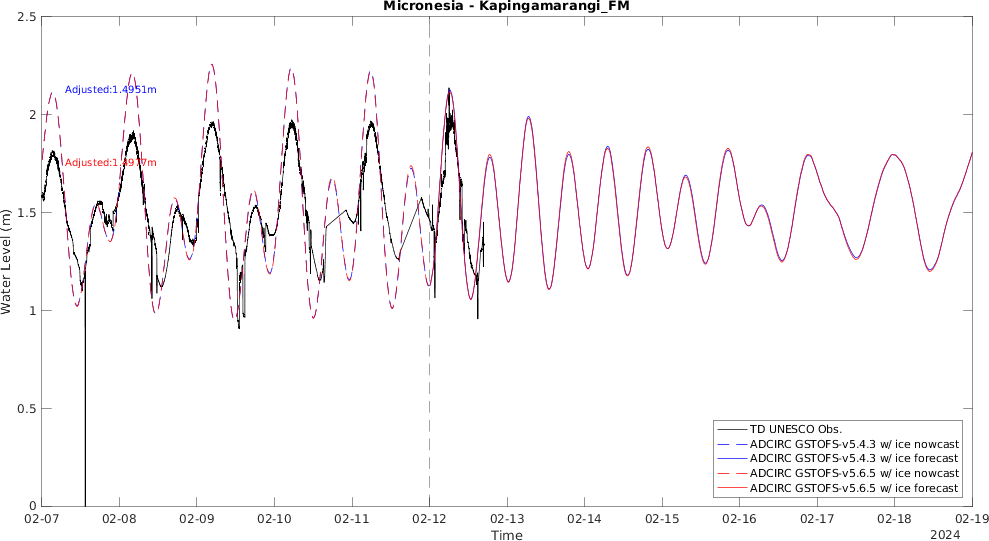 Micronesia - Kapingamarangi_FM
2.5
2
1.5
1
0.5
0
Water Level (m)
Adjusted:1.4951m
Adjusted:1.4977m
TD UNESCO Obs.
ADCIRC GSTOFS-v5.4.3 w/ ice nowcast
ADCIRC GSTOFS-v5.4.3 w/ ice forecast
ADCIRC GSTOFS-v5.6.5 w/ ice nowcast
ADCIRC GSTOFS-v5.6.5 w/ ice forecast
02-07 02-08 02-09 02-10 02-11 02-12 02-13 02-14 02-15 02-16 02-17 02-18 02-19
Time
2024